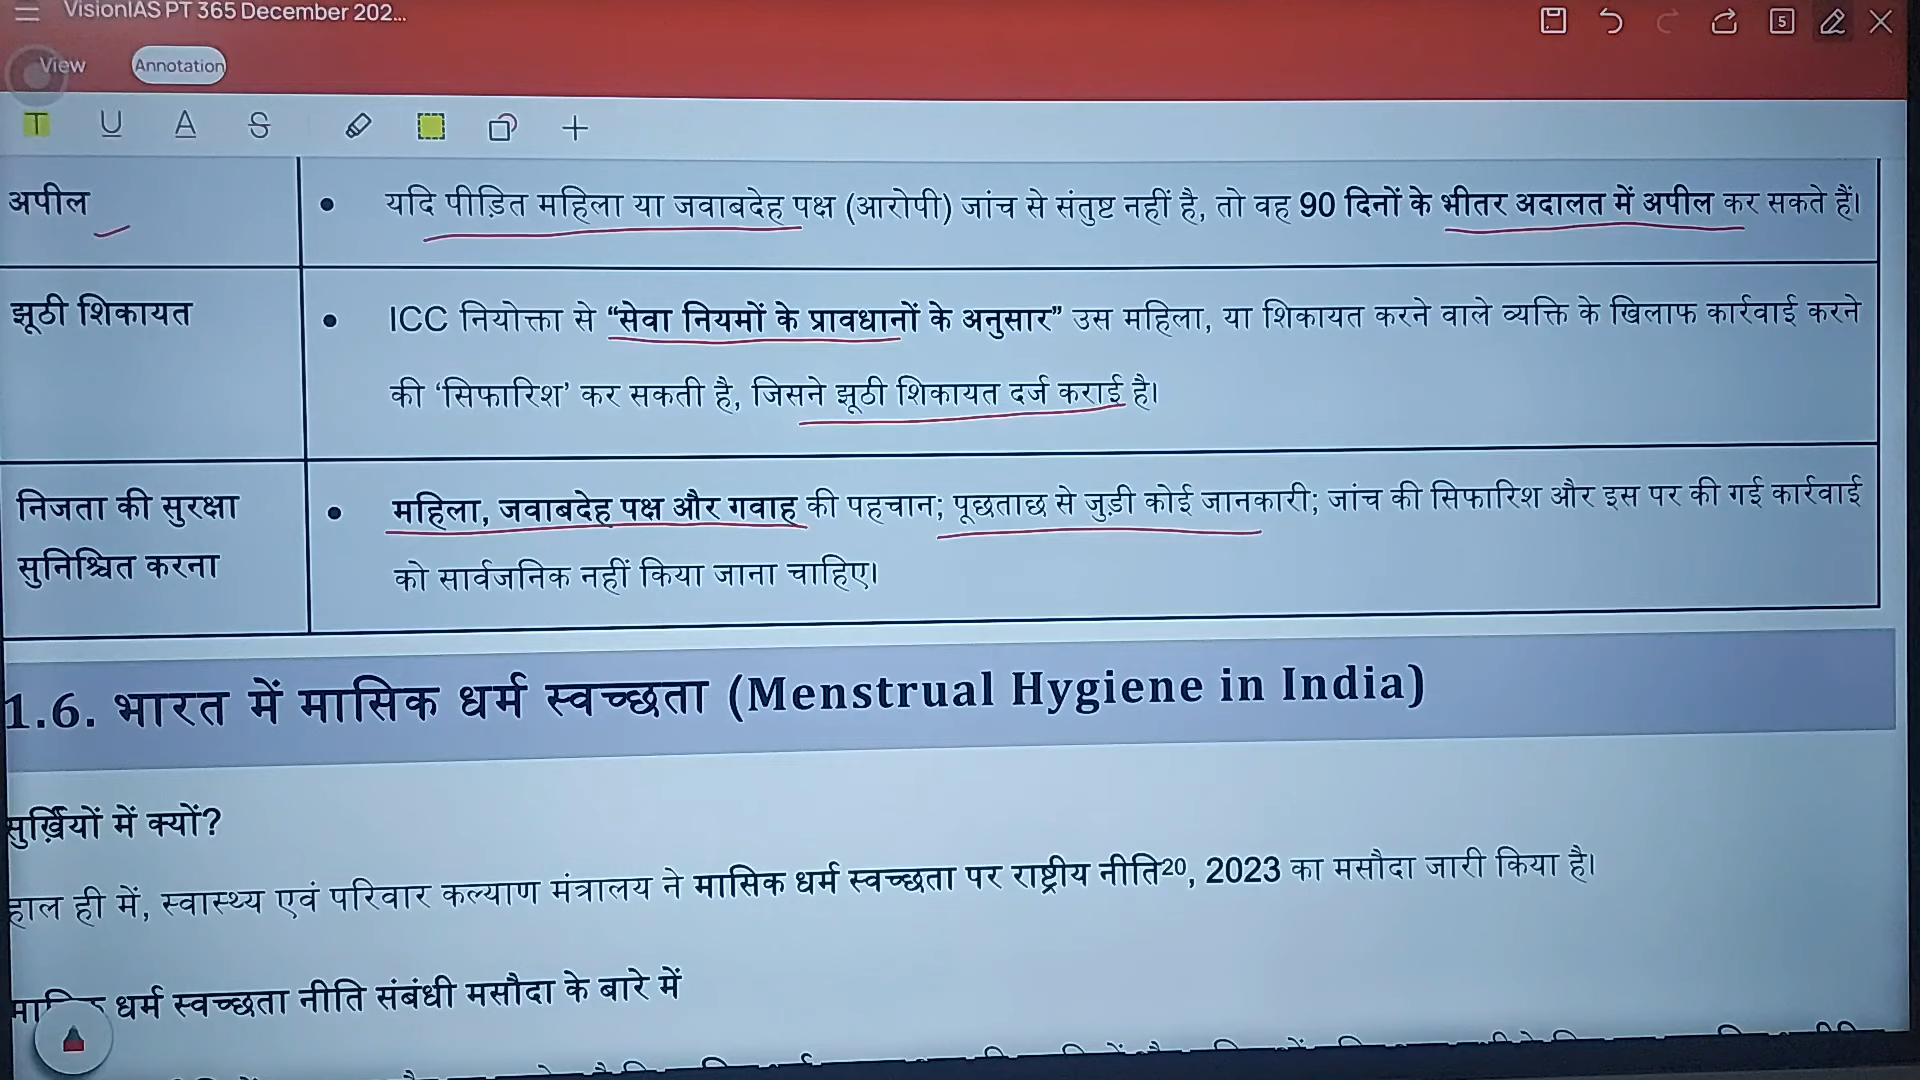 VisionIAS PT 365 December 202...
View
Annotation
अपील
• यदि पीड़ित महिला या जवाबदेह पक्ष (आरोपी) जांच से संतुष्ट नहीं है, तो वह 90 दिनों के भीतर अदालत में अपील कर सकते हैं।
झूठी शिकायत
• ICC नियोक्ता से “सेवा नियमों के प्रावधानों के अनुसार” उस महिला, या शिकायत करने वाले व्यक्ति के खिलाफ कार्रवाई करने
की ‘सिफारिश’ कर सकती है, जिसने झूठी शिकायत दर्ज कराई है।
निजता की सुरक्षा
सुनिश्चित करना
• महिला, जवाबदेह पक्ष और गवाह की पहचान; पूछताछ से जुड़ी कोई जानकारी; जांच की सिफारिश और इस पर की गई कार्रवाई
को सार्वजनिक नहीं किया जाना चाहिए।
1.6. भारत में मासिक धर्म स्वच्छता (Menstrual Hygiene in India)
सुर्ख़ियों में क्यों?
हाल ही में, स्वास्थ्य एवं परिवार कल्याण मंत्रालय ने मासिक धर्म स्वच्छता पर राष्ट्रीय नीति20, 2023 का मसौदा जारी किया है।
धर्म स्वच्छता नीति संबंधी मसौदा के बारे में